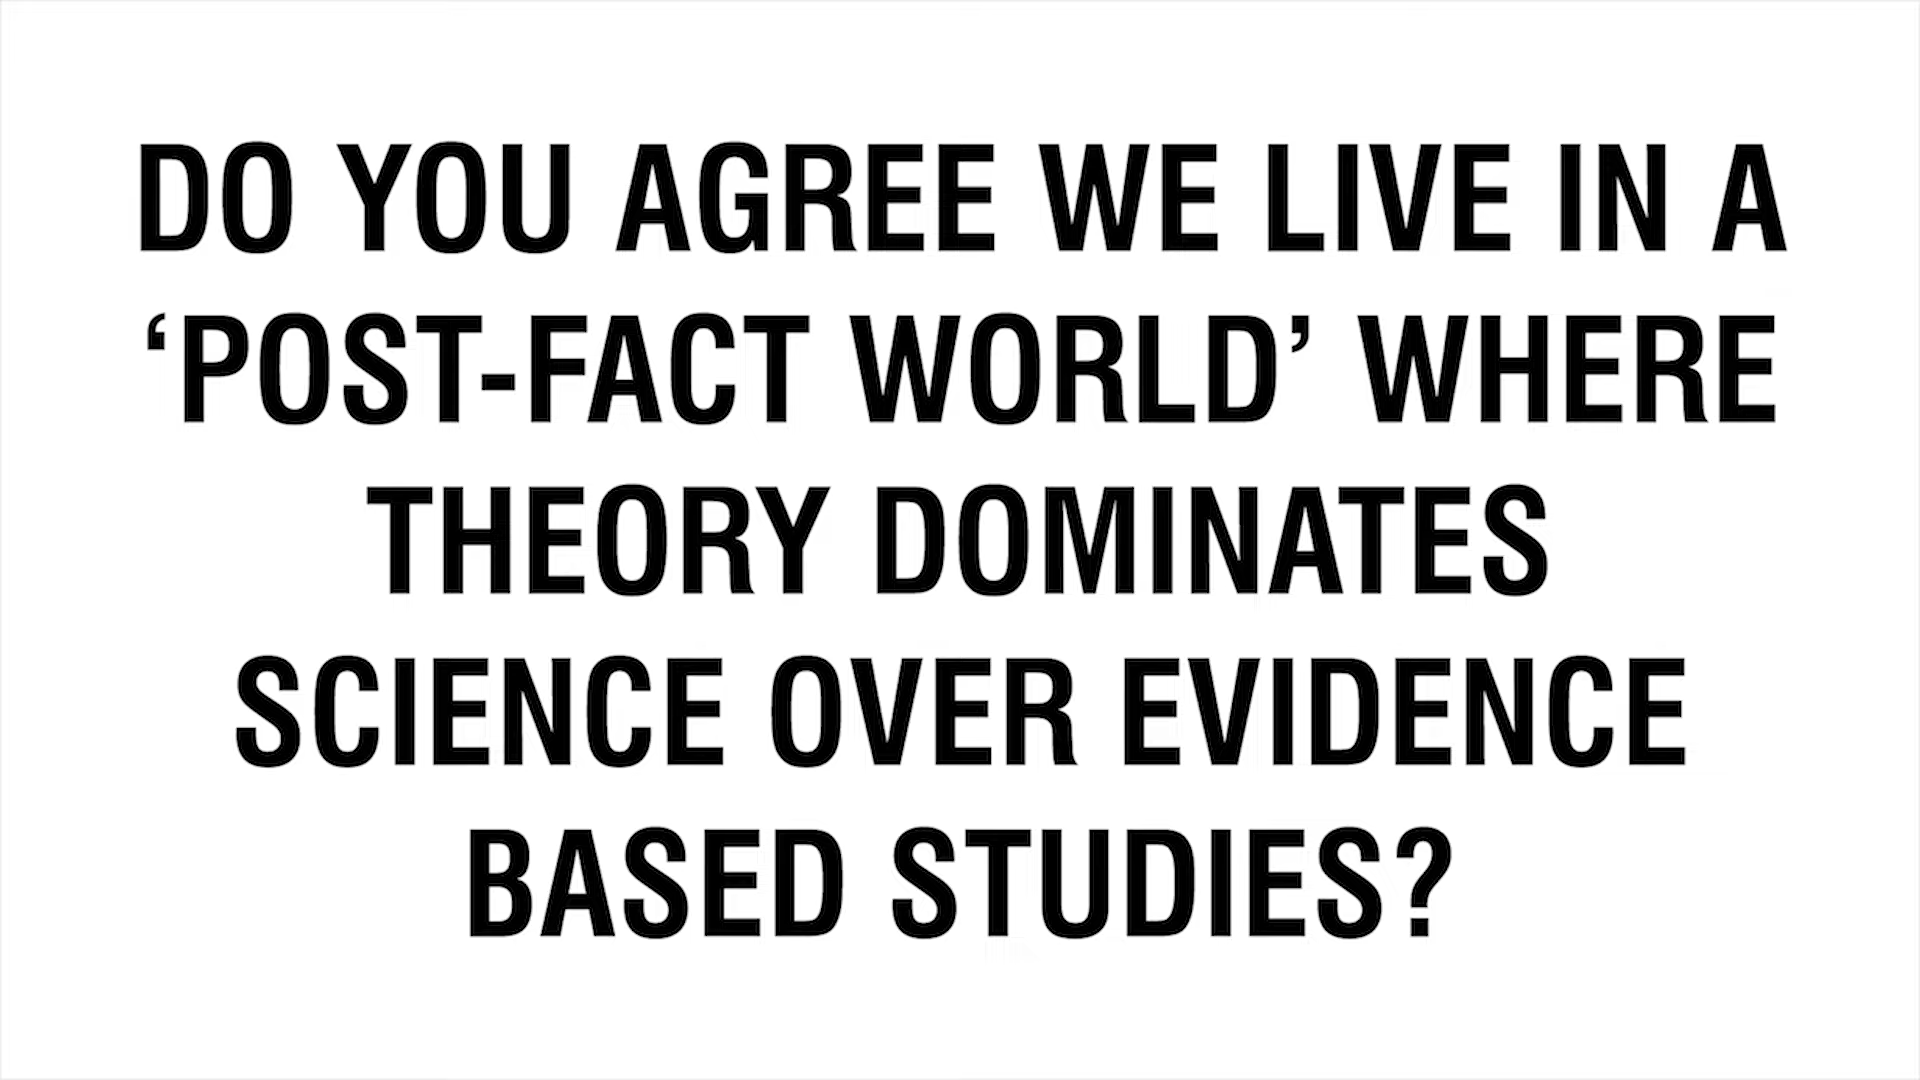 DO YOU AGREE WE LIVE IN A
‘POST-FACT WORLD’ WHERE
THEORY DOMINATES
SCIENCE OVER EVIDENCE
BASED STUDIES?